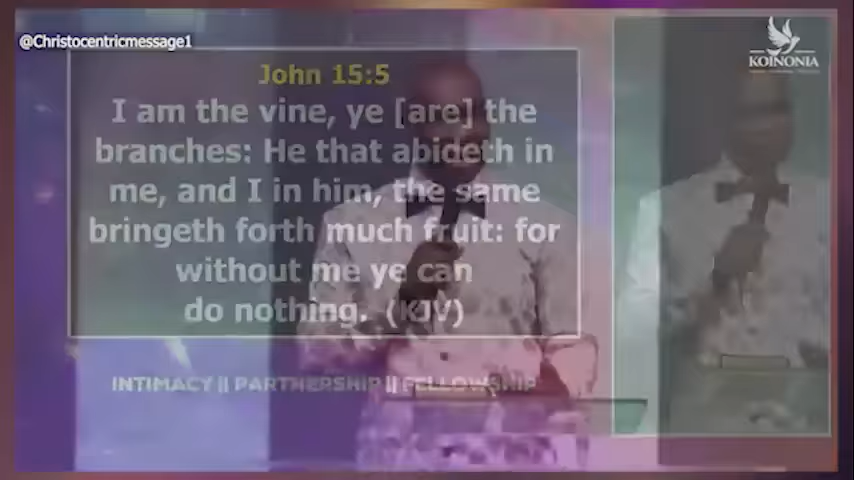 @Christocentricmessage1
KOINONIA
John 15:5
I am the vine, ye [are] the
branches: He that abideth in
me, and I in him, the same
bringeth forth much fruit: for
without me ye can
do nothing. (KJV)
INTIMACY || PARTNERSHIP || FELLOWSHIP